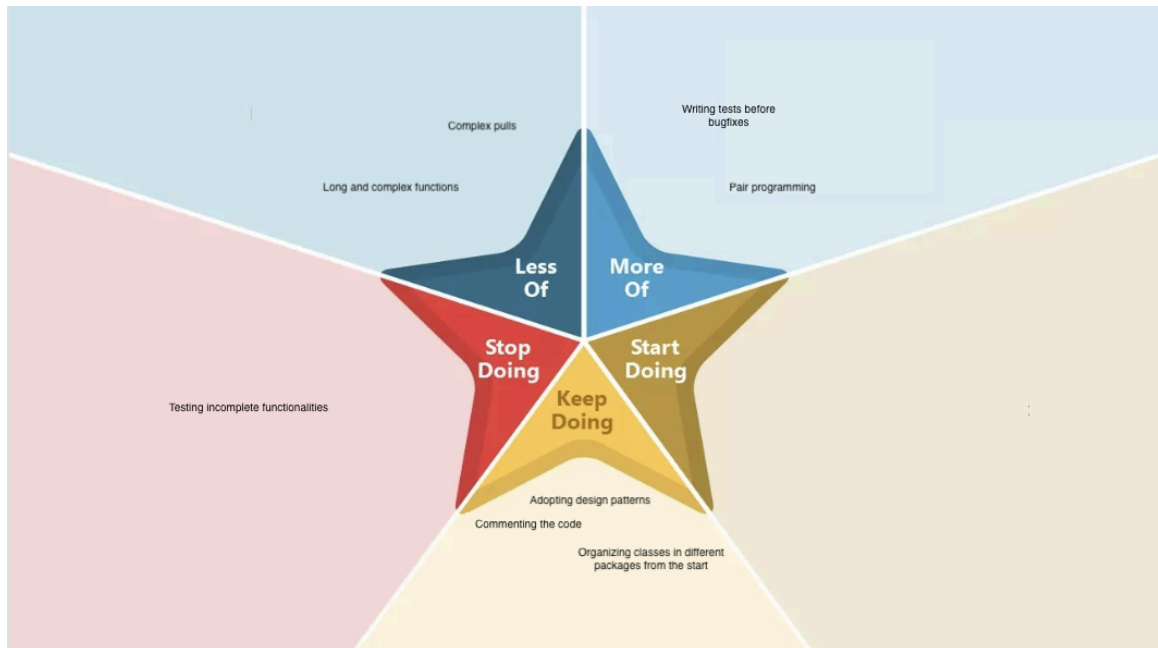 Complex pulls
Long and complex functions
Writing tests before
bugfixes
Pair programming
Less
Of
More
Of
Stop
Doing
Start
Doing
Keep
Doing
Testing incomplete functionalities
Adopting design patterns
Commenting the code
Organizing classes in different
packages from the start